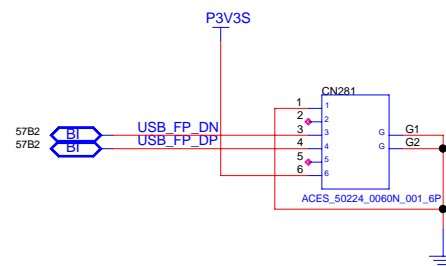 P3V3S
CN281
1 1
2 2
57B2 BI USB_FP_DN 3 3 G G1
57B2 BI USB_FP_DP 4 4 G G2
5 5
6 6
ACES_50224_0060N_001_6P